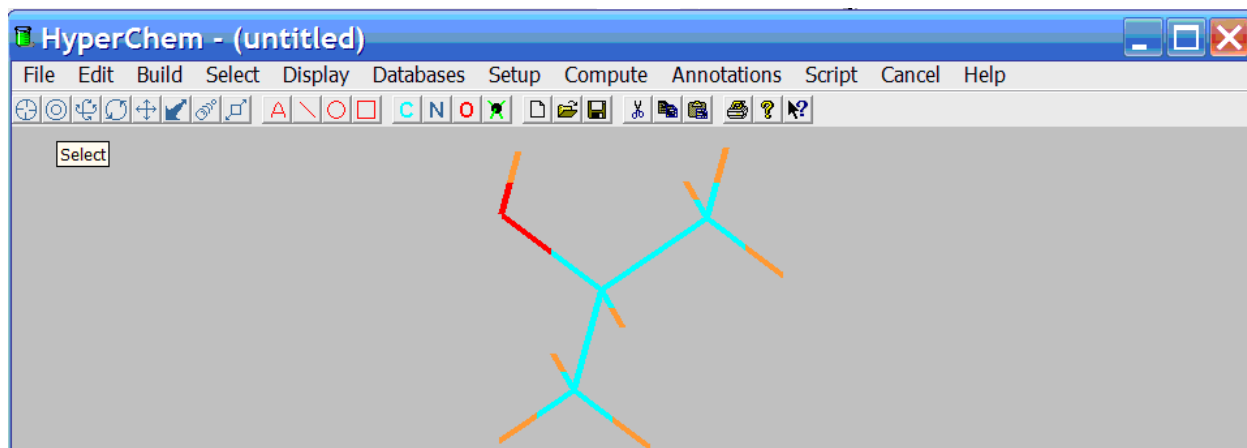 HyperChem - (untitled)
File Edit Build Select Display Databases Setup Compute Annotations Script Cancel Help
A C N O ? ?
Select